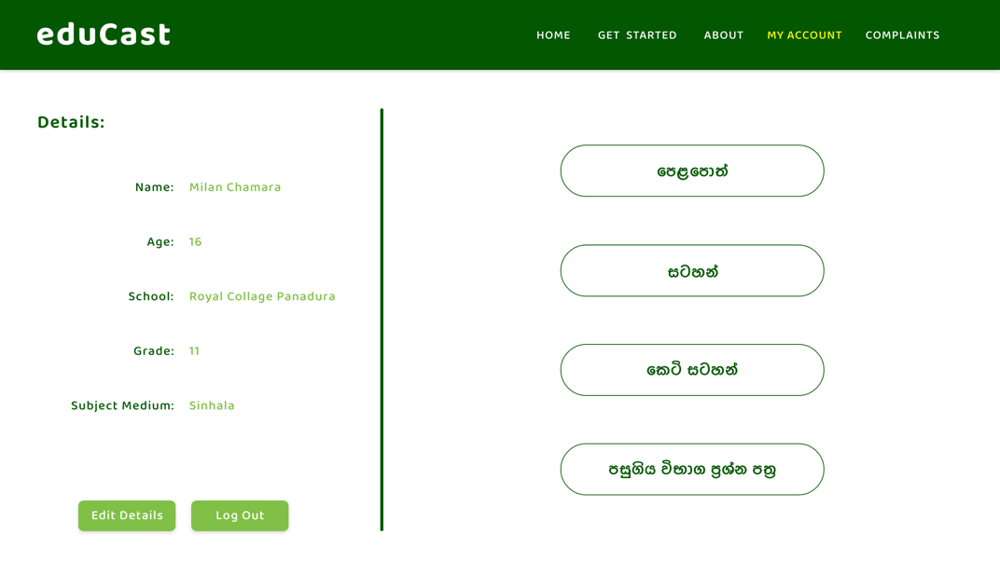 eduCast
HOME GET STARTED ABOUT MY ACCOUNT COMPLAINTS
Details:
Name: Milan Chamara
Age: 16
School: Royal Collage Panadura
Grade: 11
Subject Medium: Sinhala
Edit Details Log Out
පෙළපොත්
සටහන්
කෙටි සටහන්
පසුගිය විභාග ප්‍රශ්න පත්‍ර